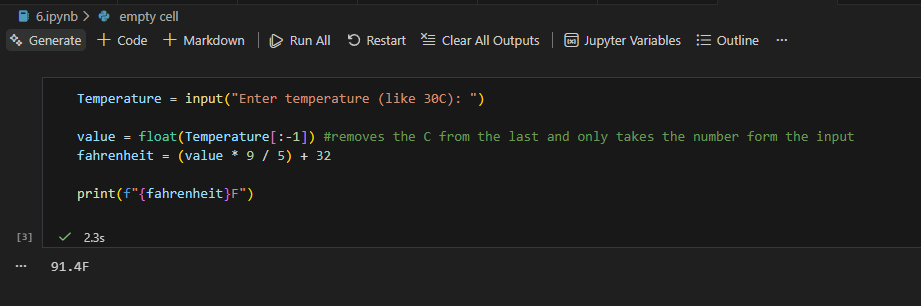 6.ipynb > empty cell
Generate + Code + Markdown | Run All Restart Clear All Outputs | Jupyter Variables Outline ...
Temperature = input("Enter temperature (like 30C): ")
value = float(Temperature[:-1]) #removes the C from the last and only takes the number form the input
fahrenheit = (value * 9 / 5) + 32
print(f"{fahrenheit}F")
[3] ✓ 2.3s
... 91.4F